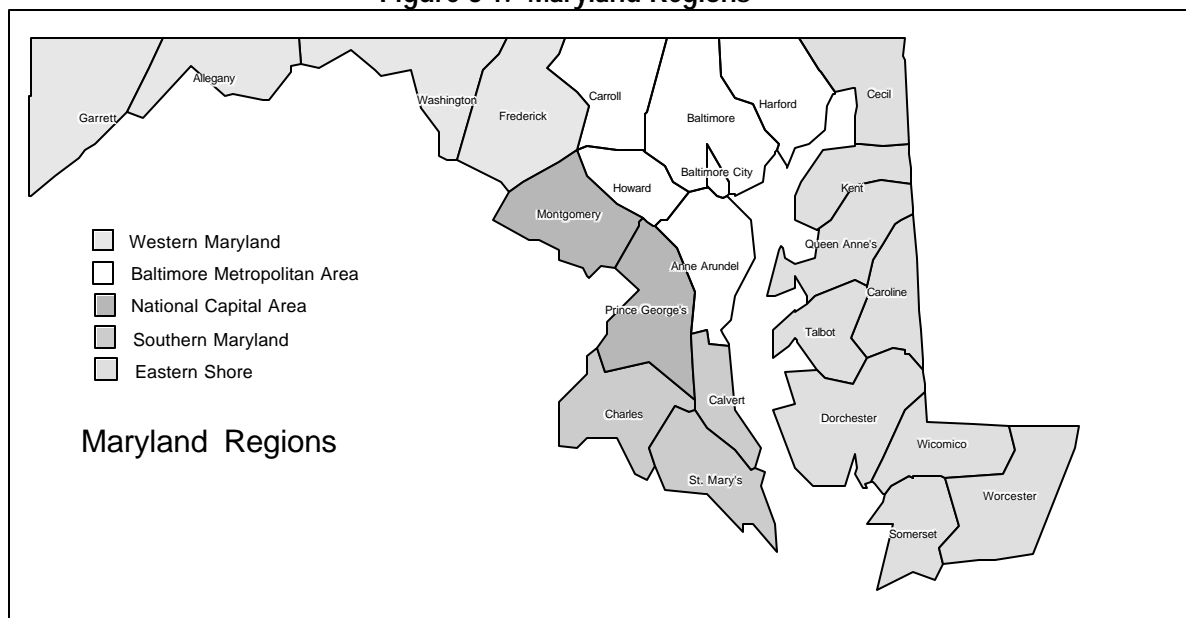 Figure 3-1.  Maryland Regions
Garrett
Allegany
Washington
Frederick
Carroll
Baltimore
Harford
Cecil
Baltimore City
Howard
Kent
Montgomery
Queen Anne's
Anne Arundel
Caroline
Prince George's
Talbot
Calvert
Charles
Dorchester
St. Mary's
Wicomico
Worcester
Somerset
Western Maryland
Baltimore Metropolitan Area
National Capital Area
Southern Maryland
Eastern Shore
Maryland Regions